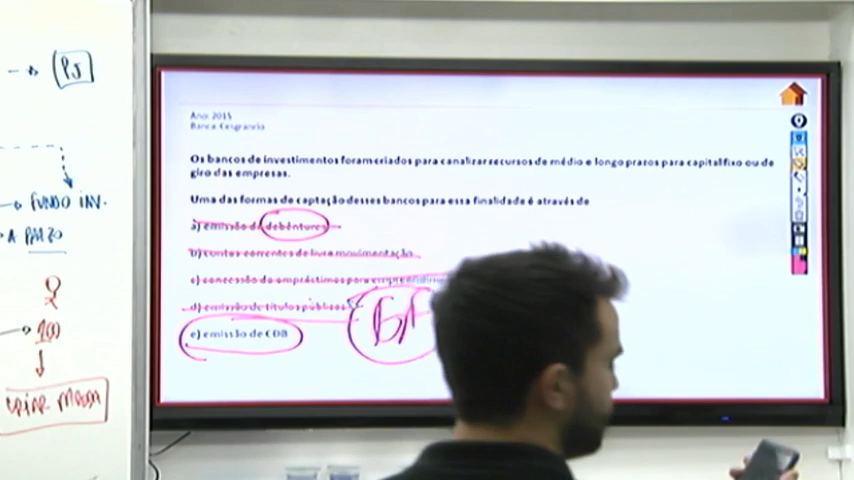 PJ
FUNDO INV.
A PRAZO
Ano: 2015
Banca: Cesgranrio
Os bancos de investimentos foram criados para canalizar recursos de médio e longo prazos para capital fixo ou de
giro das empresas.
Uma das formas de captação desses bancos para essa finalidade é através de
a) emissão de debêntures
b) contas correntes de livre movimentação
c) concessão de empréstimos para
d) emissão de títulos públicos
e) emissão de CDB